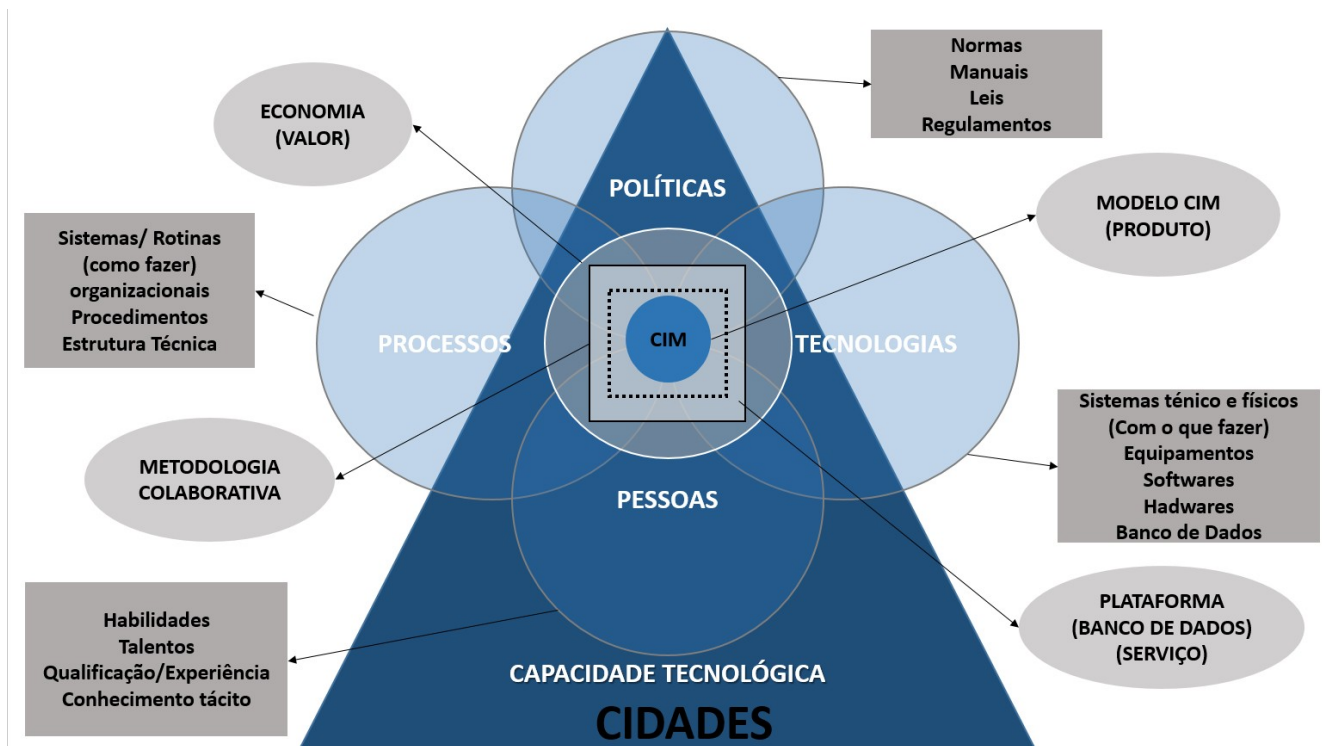 Normas
Manuais
Leis
Regulamentos
ECONOMIA
(VALOR)
POLÍTICAS
MODELO CIM
(PRODUTO)
Sistemas/ Rotinas
(como fazer)
organizacionais
Procedimentos
Estrutura Técnica
PROCESSOS
CIM
TECNOLOGIAS
Sistemas ténico e físicos
(Com o que fazer)
Equipamentos
Softwares
Hadwares
Banco de Dados
METODOLOGIA
COLABORATIVA
PESSOAS
Habilidades
Talentos
Qualificação/Experiência
Conhecimento tácito
PLATAFORMA
(BANCO DE DADOS)
(SERVIÇO)
CAPACIDADE TECNOLÓGICA
CIDADES